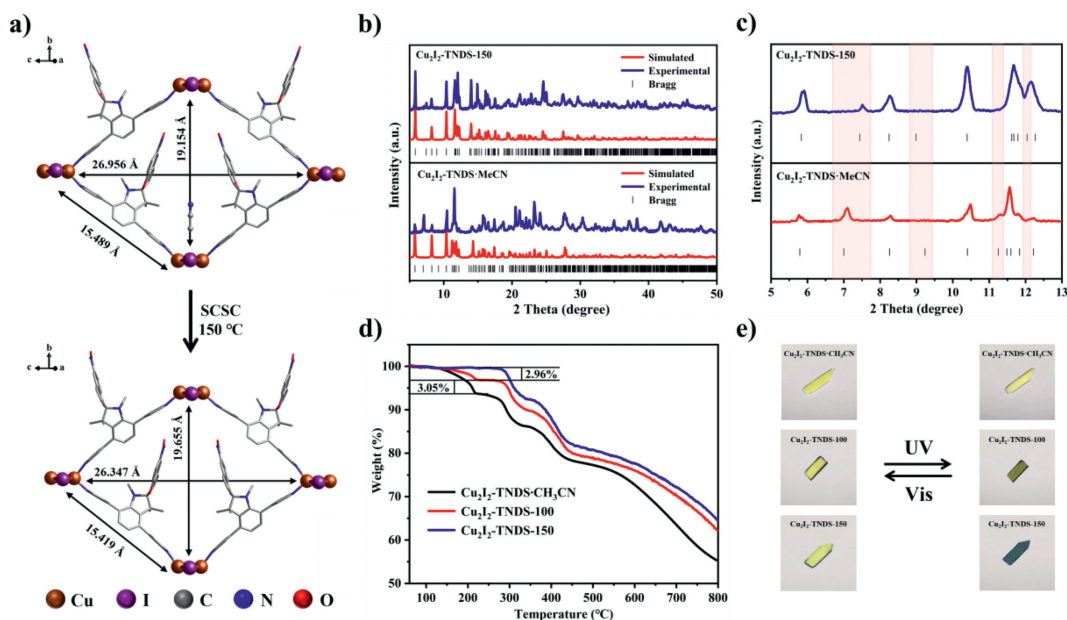 a)
b
c
a
19.154 Å
26.956 Å
15.489 Å
SCSC
150 °C
b
c
a
19.655 Å
26.347 Å
15.419 Å
Cu
I
C
N
O
b)
Cu₂I₂-TNDS-150
Simulated
Experimental
Bragg
Cu₂I₂-TNDS·MeCN
Simulated
Experimental
Bragg
Intensity (a.u.)
10 20 30 40 50
2 Theta (degree)
c)
Cu₂I₂-TNDS-150
Cu₂I₂-TNDS·MeCN
Intensity (a.u.)
5 6 7 8 9 10 11 12 13
2 Theta (degree)
d)
100
90
80
70
60
50
Weight (%)
2.96%
3.05%
Cu₂I₂-TNDS·CH₃CN
Cu₂I₂-TNDS-100
Cu₂I₂-TNDS-150
100 200 300 400 500 600 700 800
Temperature (°C)
e)
Cu₂I₂-TNDS·CH₃CN
Cu₂I₂-TNDS·CH₃CN
Cu₂I₂-TNDS-100
UV
Vis
Cu₂I₂-TNDS-100
Cu₂I₂-TNDS-150
Cu₂I₂-TNDS-150